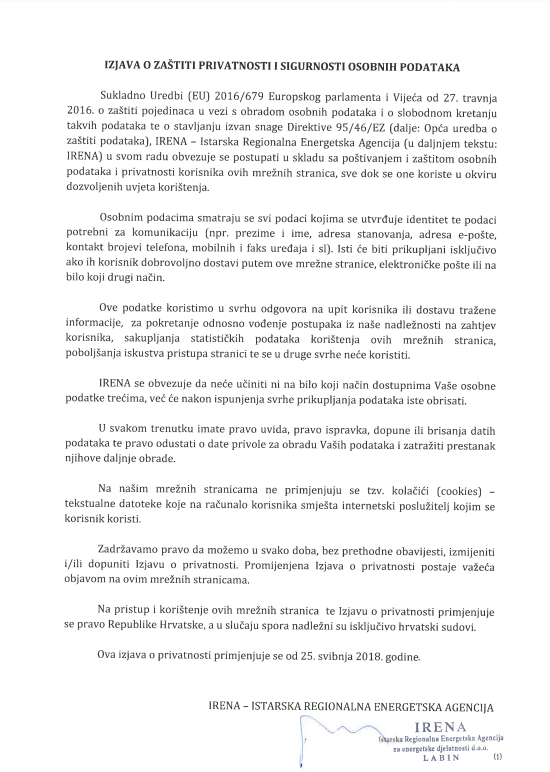 IZJAVA O ZAŠTITI PRIVATNOSTI I SIGURNOSTI OSOBNIH PODATAKA
Sukladno Uredbi (EU) 2016/679 Europskog parlamenta i Vijeća od 27. travnja
2016. o zaštiti pojedinaca u vezi s obradom osobnih podataka i o slobodnom kretanju
takvih podataka te o stavljanju izvan snage Direktive 95/46/EZ (dalje: Opća uredba o
zaštiti podataka), IRENA – Istarska Regionalna Energetska Agencija (u daljnjem tekstu:
IRENA) u svom radu obvezuje se postupati u skladu sa poštivanjem i zaštitom osobnih
podataka i privatnosti korisnika ovih mrežnih stranica, sve dok se one koriste u okviru
dozvoljenih uvjeta korištenja.
Osobnim podacima smatraju se svi podaci kojima se utvrđuje identitet te podaci
potrebni za komunikaciju (npr. prezime i ime, adresa stanovanja, adresa e-pošte,
kontakt brojevi telefona, mobilnih i faks uređaja i sl). Isti će biti prikupljani isključivo
ako ih korisnik dobrovoljno dostavi putem ove mrežne stranice, elektroničke pošte ili na
bilo koji drugi način.
Ove podatke koristimo u svrhu odgovora na upit korisnika ili dostavu tražene
informacije, za pokretanje odnosno vođenje postupaka iz naše nadležnosti na zahtjev
korisnika, sakupljanja statističkih podataka korištenja ovih mrežnih stranica,
poboljšanja iskustva pristupa stranici te se u druge svrhe neće koristiti.
IRENA se obvezuje da neće učiniti ni na bilo koji način dostupnima Vaše osobne
podatke trećima, već će nakon ispunjenja svrhe prikupljanja podataka iste obrisati.
U svakom trenutku imate pravo uvida, pravo ispravka, dopune ili brisanja datih
podataka te pravo odustati o date privole za obradu Vaših podataka i zatražiti prestanak
njihove daljnje obrade.
Na našim mrežnih stranicama ne primjenjuju se tzv. kolačići (cookies) –
tekstualne datoteke koje na računalo korisnika smješta internetski poslužitelj kojim se
korisnik koristi.
Zadržavamo pravo da možemo u svako doba, bez prethodne obavijesti, izmijeniti
i/ili dopuniti Izjavu o privatnosti. Promijenjena Izjava o privatnosti postaje važeća
objavom na ovim mrežnih stranicama.
Na pristup i korištenje ovih mrežnih stranica te Izjavu o privatnosti primjenjuje
se pravo Republike Hrvatske, a u slučaju spora nadležni su isključivo hrvatski sudovi.
Ova izjava o privatnosti primjenjuje se od 25. svibnja 2018. godine.
IRENA – ISTARSKA REGIONALNA ENERGETSKA AGENCIJA
IRENA
Istarska Regionalna Energetska Agencija
za energetske djelatnosti d.o.o.
LABIN (1)